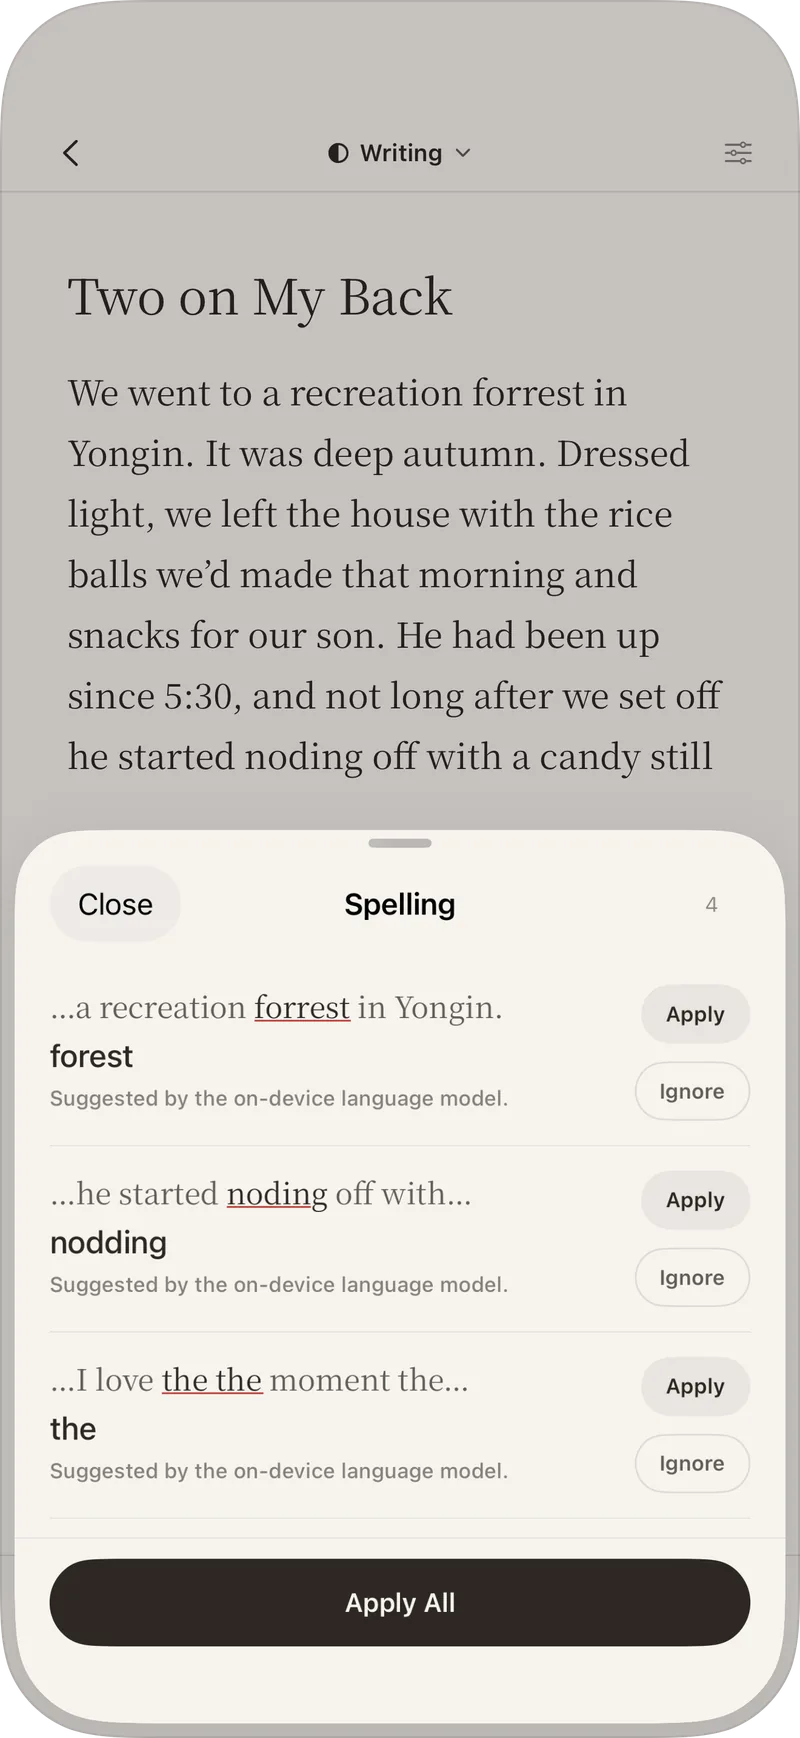 Writing
Two on My Back
We went to a recreation forrest in
Yongin. It was deep autumn. Dressed
light, we left the house with the rice
balls we’d made that morning and
snacks for our son. He had been up
since 5:30, and not long after we set off
he started noding off with a candy still
Close
Spelling
4
...a recreation forrest in Yongin.
forest
Suggested by the on-device language model.
Apply
Ignore
...he started noding off with...
nodding
Suggested by the on-device language model.
Apply
Ignore
...I love the the moment the...
the
Suggested by the on-device language model.
Apply
Ignore
Apply All